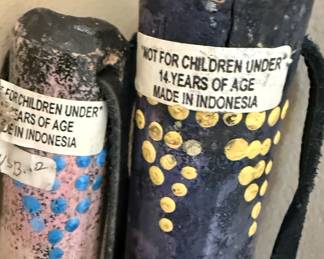 FOR CHILDREN UNDER"
YEARS OF AGE
MADE IN INDONESIA
"NOT FOR CHILDREN UNDER"
14 YEARS OF AGE
MADE IN INDONESIA